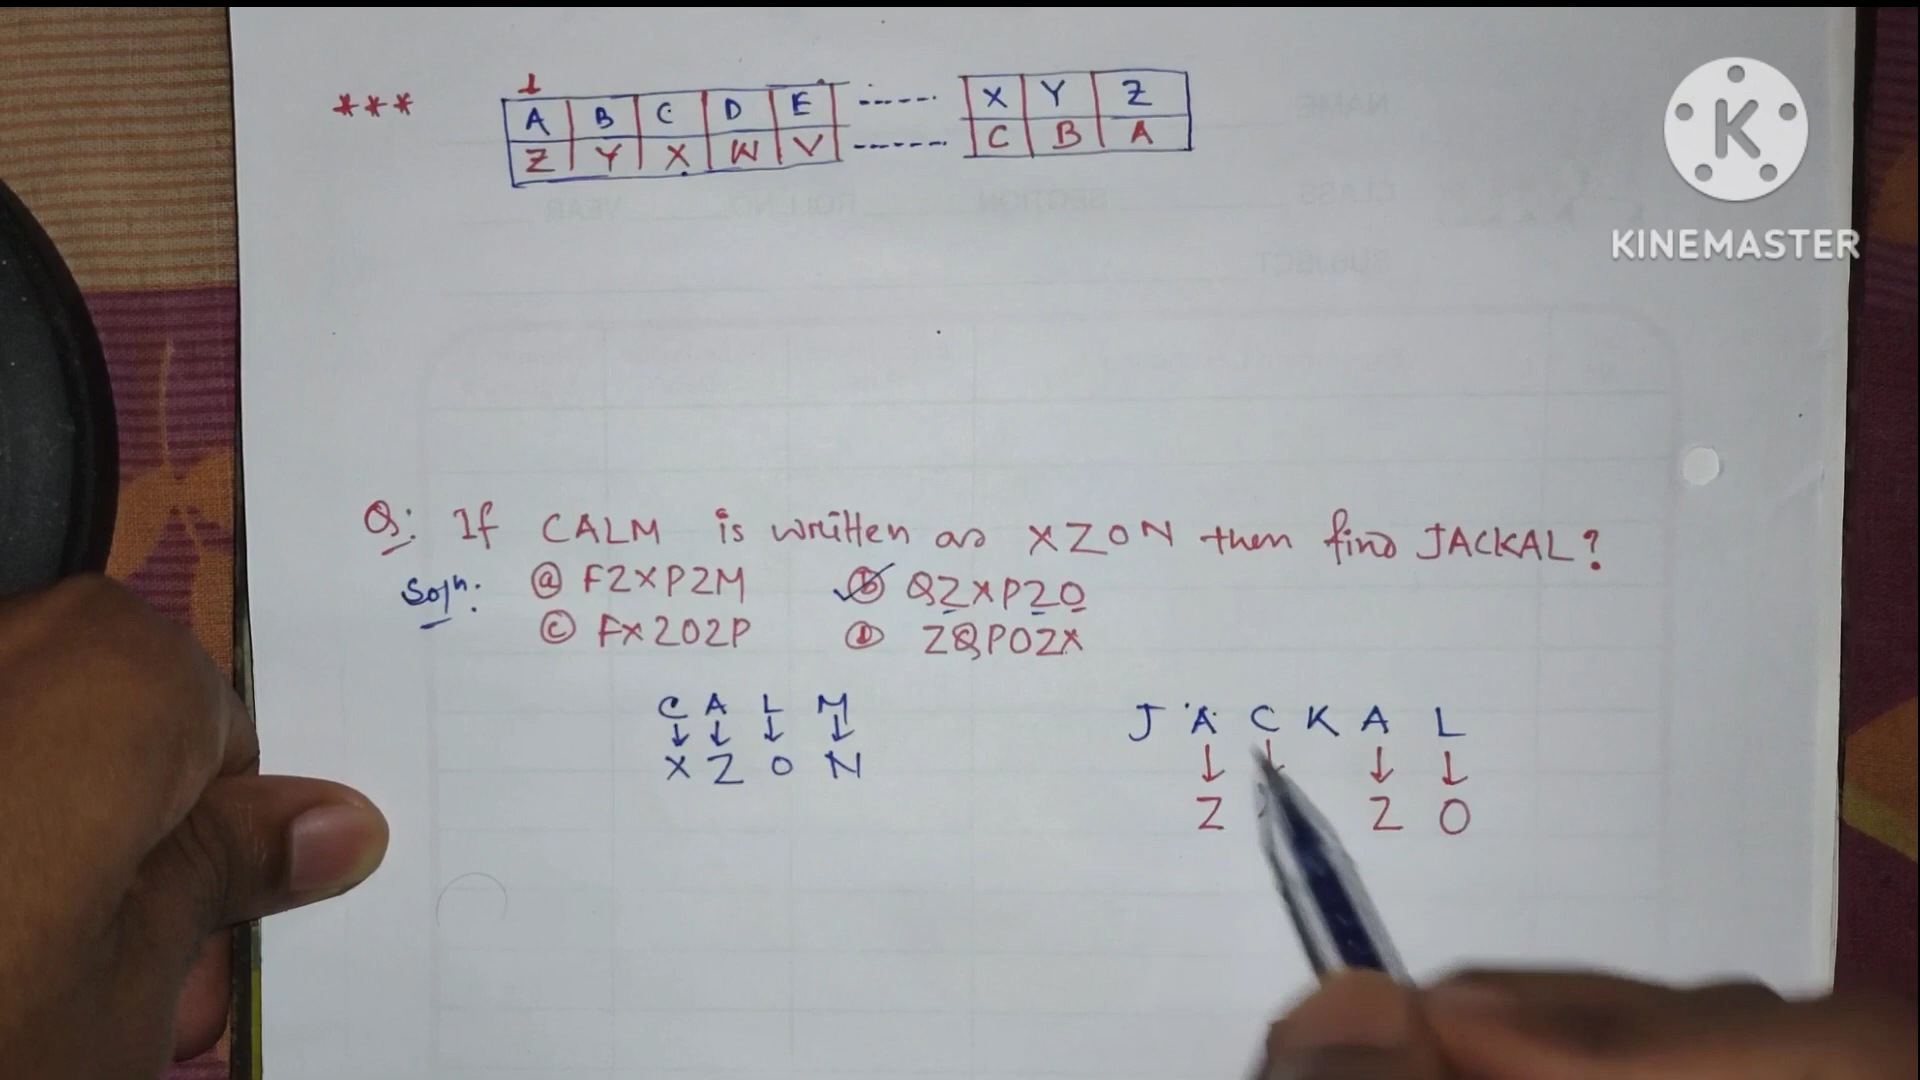 ***
A B C D E ------ X Y Z
Z Y X W V ------ C B A
K
KINEMASTER
Q: If CALM is written as XZON then find JACKAL?
Solⁿ: ⓐ FZXPZM ⓑ QZXPZO
ⓒ FXZOZP ⓓ ZQPOZX
C A L M
↓ ↓ ↓ ↓
X Z O N
J A C K A L
↓ ↓ ↓ ↓
Z Z O